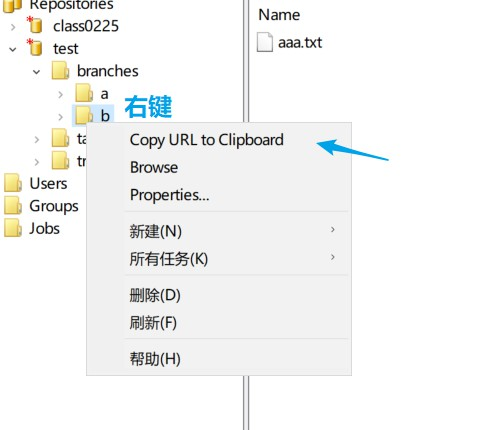 Repositories
Name
class0225
test
aaa.txt
branches
a
右键
b
Copy URL to Clipboard
ta
Browse
tr
Properties...
Users
Groups
新建(N)
Jobs
所有任务(K)
删除(D)
刷新(F)
帮助(H)